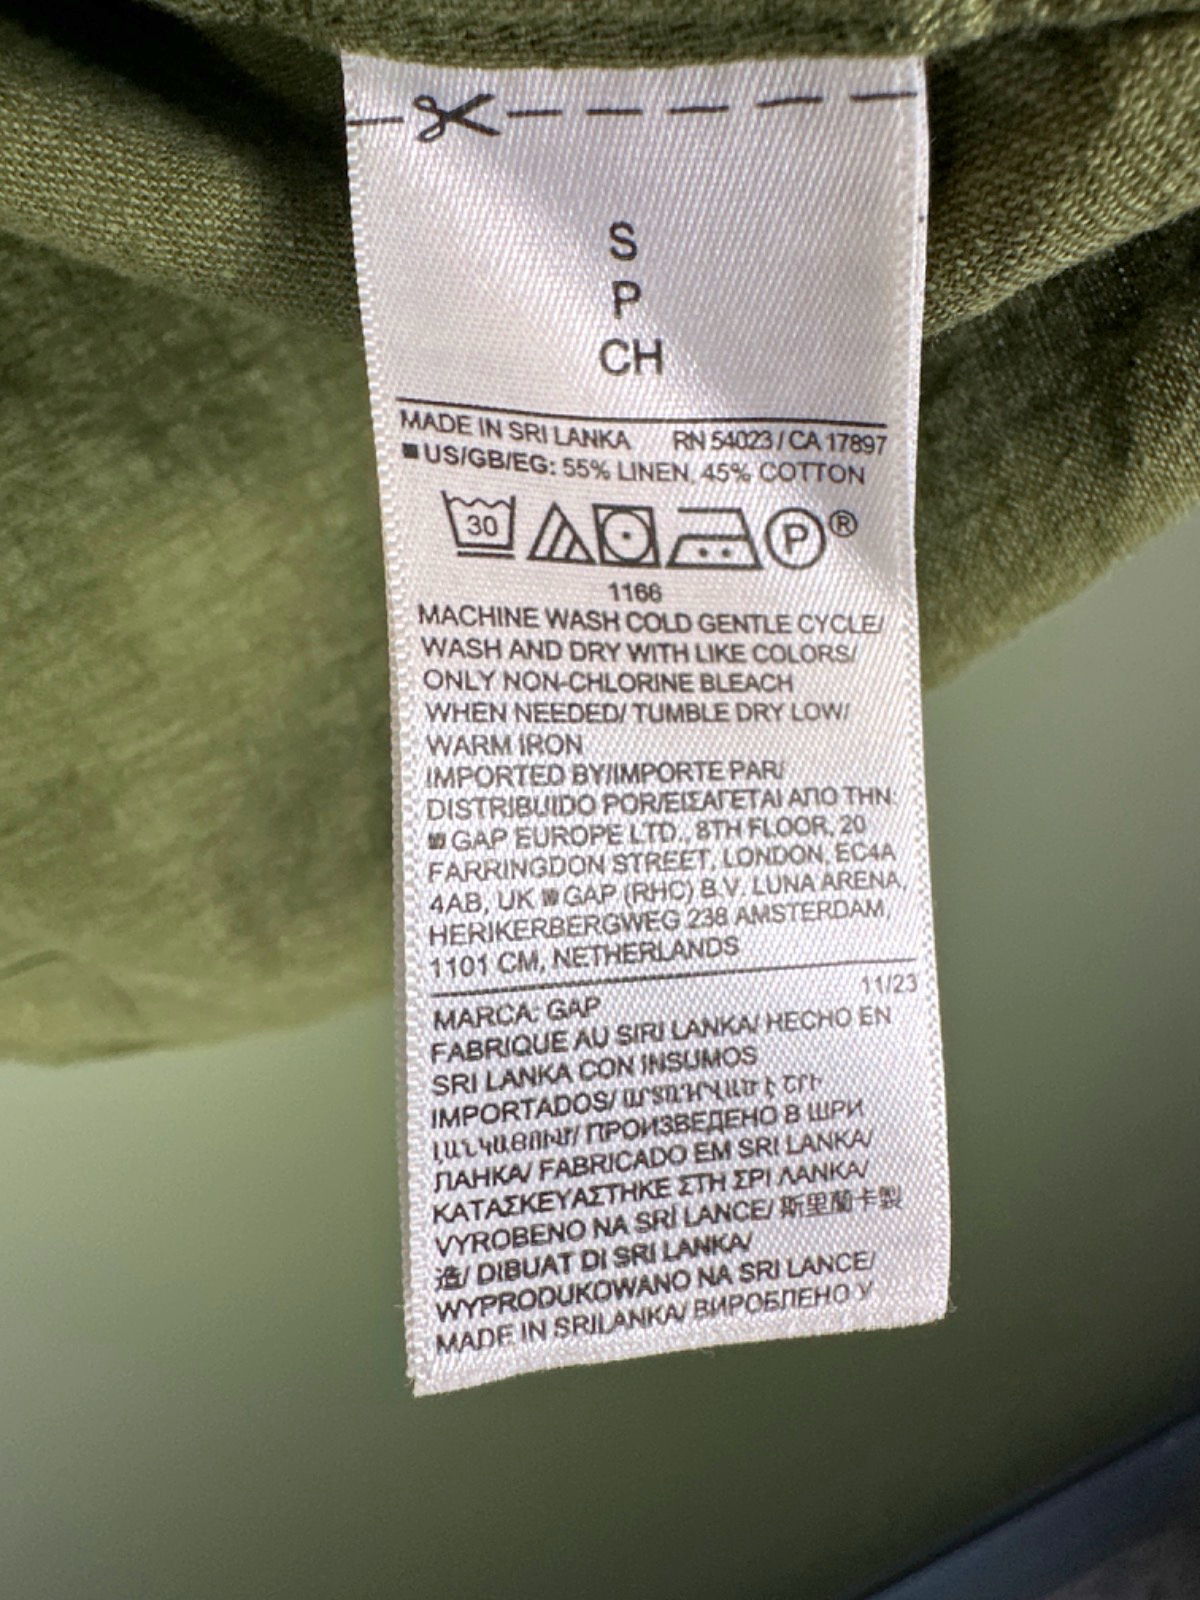 S
P
CH
MADE IN SRI LANKA RN 54023 / CA 17897
US/GB/EG: 55% LINEN, 45% COTTON
30 P ®
1166
MACHINE WASH COLD GENTLE CYCLE/
WASH AND DRY WITH LIKE COLORS/
ONLY NON-CHLORINE BLEACH
WHEN NEEDED/ TUMBLE DRY LOW/
WARM IRON
IMPORTED BY/IMPORTE PAR/
DISTRIBUIDO POR/ΕΙΣΑΓΕΤΑΙ ΑΠΟ ΤΗΝ:
GAP EUROPE LTD., 8TH FLOOR, 20
FARRINGDON STREET, LONDON, EC4A
4AB, UK GAP (RHC) B.V. LUNA ARENA,
HERIKERBERGWEG 238 AMSTERDAM,
1101 CM, NETHERLANDS
11/23
MARCA: GAP
FABRIQUE AU SIRI LANKA/ HECHO EN
SRI LANKA CON INSUMOS
IMPORTADOS/ ԱՐՏԱԴՐՎԱԾ Է ՇՐԻ
ԼԱՆԿԱՅՈՒՄ/ ПРОИЗВЕДЕНО В ШРИ
ЛАНКА/ FABRICADO EM SRI LANKA/
ΚΑΤΑΣΚΕΥΑΣΤΗΚΕ ΣΤΗ ΣΡΙ ΛΑΝΚΑ/
VYROBENO NA SRÍ LANCE/ 斯里蘭卡製
造/ DIBUAT DI SRI LANKA/
WYPRODUKOWANO NA SRI LANCE/
MADE IN SRILANKA/ ВИРОБЛЕНО У